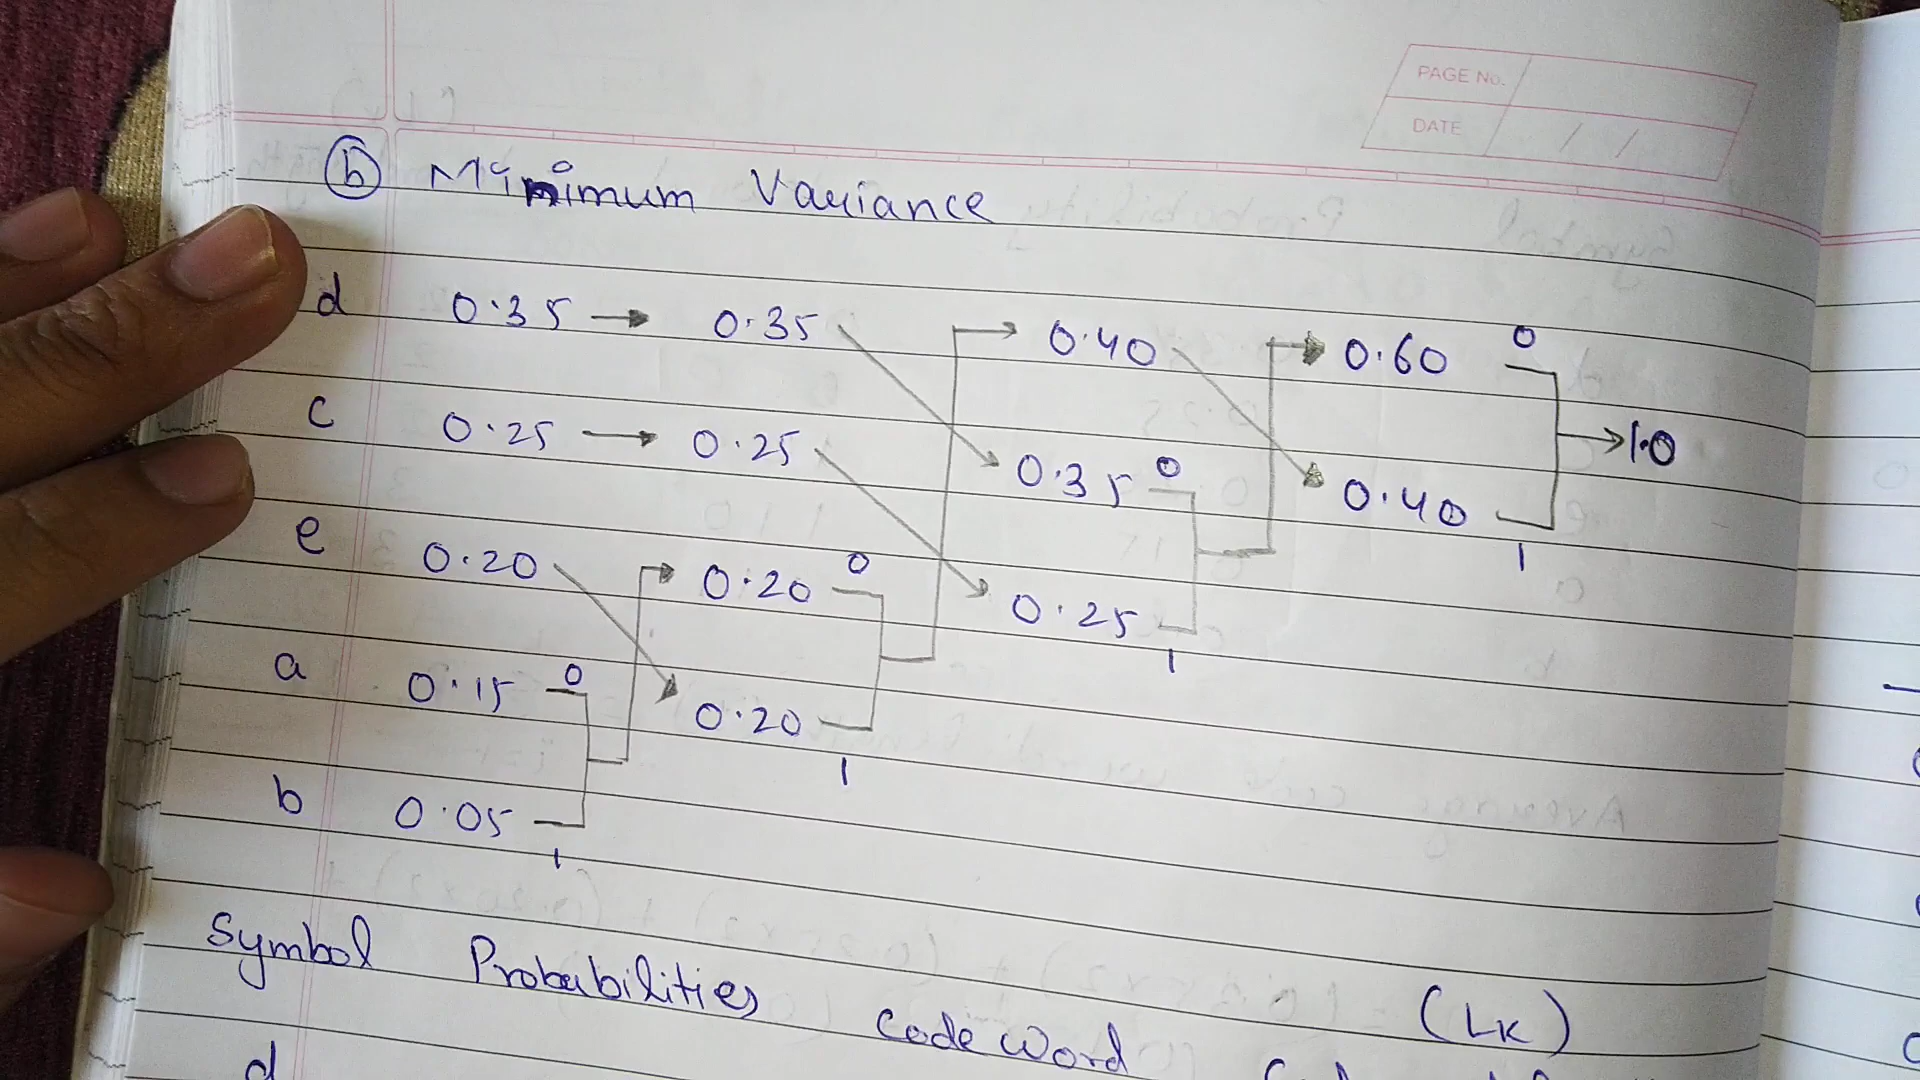 PAGE No.
DATE / /
ⓑ Minimum Variance
d 0.35 → 0.35 0.40 0.60 0
c 0.25 → 0.25 0.35 0 0.40 1 → 1.0
e 0.20 0.20 0 0.25 1
a 0.15 0 0.20 1
b 0.05 1
Symbol Probabilities Code Word (LK)
d